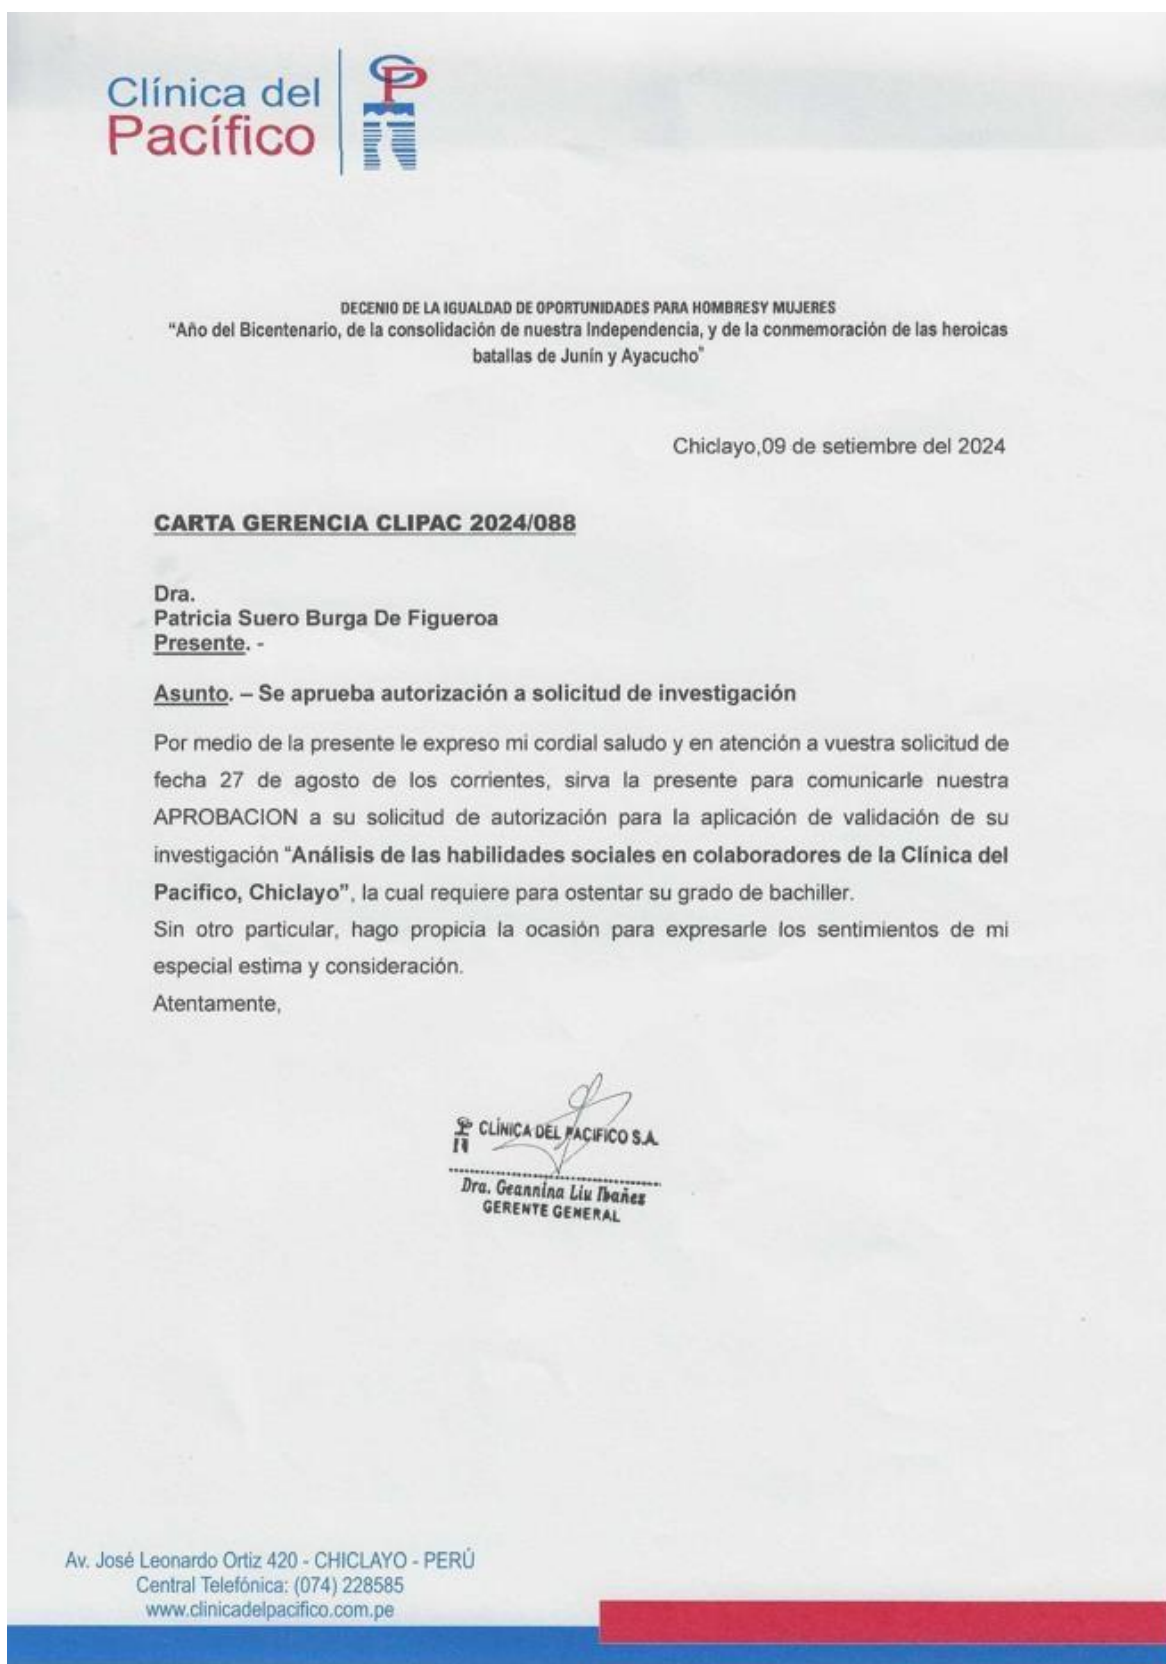 Clínica del
Pacífico
DECENIO DE LA IGUALDAD DE OPORTUNIDADES PARA HOMBRESY MUJERES
“Año del Bicentenario, de la consolidación de nuestra Independencia, y de la conmemoración de las heroicas
batallas de Junín y Ayacucho”
Chiclayo,09 de setiembre del 2024
CARTA GERENCIA CLIPAC 2024/088
Dra.
Patricia Suero Burga De Figueroa
Presente. -
Asunto. – Se aprueba autorización a solicitud de investigación
Por medio de la presente le expreso mi cordial saludo y en atención a vuestra solicitud de
fecha 27 de agosto de los corrientes, sirva la presente para comunicarle nuestra
APROBACION a su solicitud de autorización para la aplicación de validación de su
investigación “Análisis de las habilidades sociales en colaboradores de la Clínica del
Pacifico, Chiclayo”, la cual requiere para ostentar su grado de bachiller.
Sin otro particular, hago propicia la ocasión para expresarle los sentimientos de mi
especial estima y consideración.
Atentamente,
CLÍNICA DEL PACIFICO S.A.
Dra. Geannina Liu Ibañez
GERENTE GENERAL
Av. José Leonardo Ortiz 420 - CHICLAYO - PERÚ
Central Telefónica: (074) 228585
www.clinicadelpacifico.com.pe